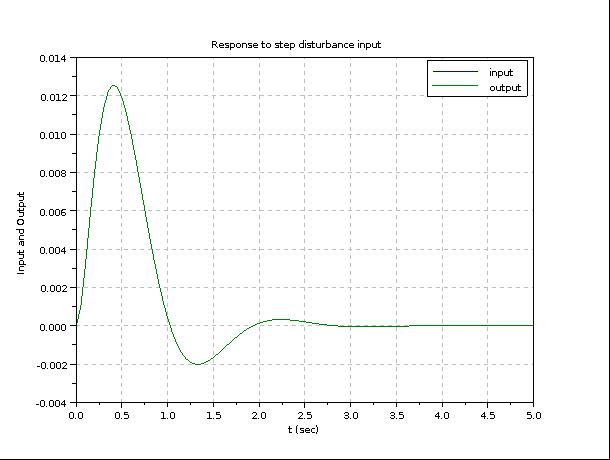 Response to step disturbance input
0.014
input
output
0.012
0.010
0.008
0.006
0.004
0.002
0.000
-0.002
-0.004
Input and Output
0.0 0.5 1.0 1.5 2.0 2.5 3.0 3.5 4.0 4.5 5.0
t (sec)